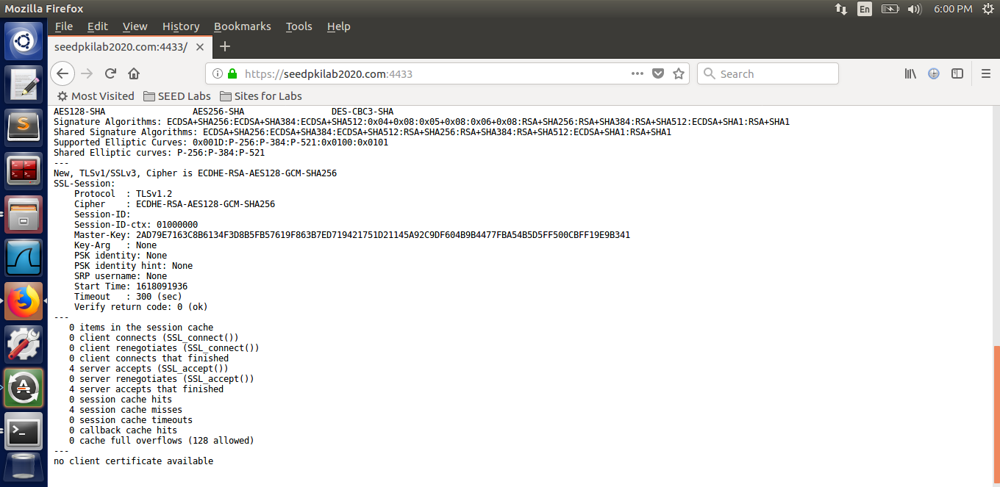 Mozilla Firefox
En
6:00 PM
File Edit View History Bookmarks Tools Help
seedpkilab2020.com:4433/
https://seedpkilab2020.com:4433
Search
Most Visited SEED Labs Sites for Labs
AES128-SHA AES256-SHA DES-CBC3-SHA
Signature Algorithms: ECDSA+SHA256:ECDSA+SHA384:ECDSA+SHA512:0x04+0x08:0x05+0x08:0x06+0x08:RSA+SHA256:RSA+SHA384:RSA+SHA512:ECDSA+SHA1:RSA+SHA1
Shared Signature Algorithms: ECDSA+SHA256:ECDSA+SHA384:ECDSA+SHA512:RSA+SHA256:RSA+SHA384:RSA+SHA512:ECDSA+SHA1:RSA+SHA1
Supported Elliptic Curves: 0x001D:P-256:P-384:P-521:0x0100:0x0101
Shared Elliptic curves: P-256:P-384:P-521
---
New, TLSv1/SSLv3, Cipher is ECDHE-RSA-AES128-GCM-SHA256
SSL-Session:
Protocol : TLSv1.2
Cipher : ECDHE-RSA-AES128-GCM-SHA256
Session-ID:
Session-ID-ctx: 01000000
Master-Key: 2AD79E7163C8B6134F3D8B5FB57619F863B7ED719421751D21145A92C9DF604B9B4477FBA54B5D5FF500CBFF19E9B341
Key-Arg : None
PSK identity: None
PSK identity hint: None
SRP username: None
Start Time: 1618091936
Timeout : 300 (sec)
Verify return code: 0 (ok)
---
0 items in the session cache
0 client connects (SSL_connect())
0 client renegotiates (SSL_connect())
0 client connects that finished
4 server accepts (SSL_accept())
0 server renegotiates (SSL_accept())
4 server accepts that finished
0 session cache hits
4 session cache misses
0 session cache timeouts
0 callback cache hits
0 cache full overflows (128 allowed)
---
no client certificate available